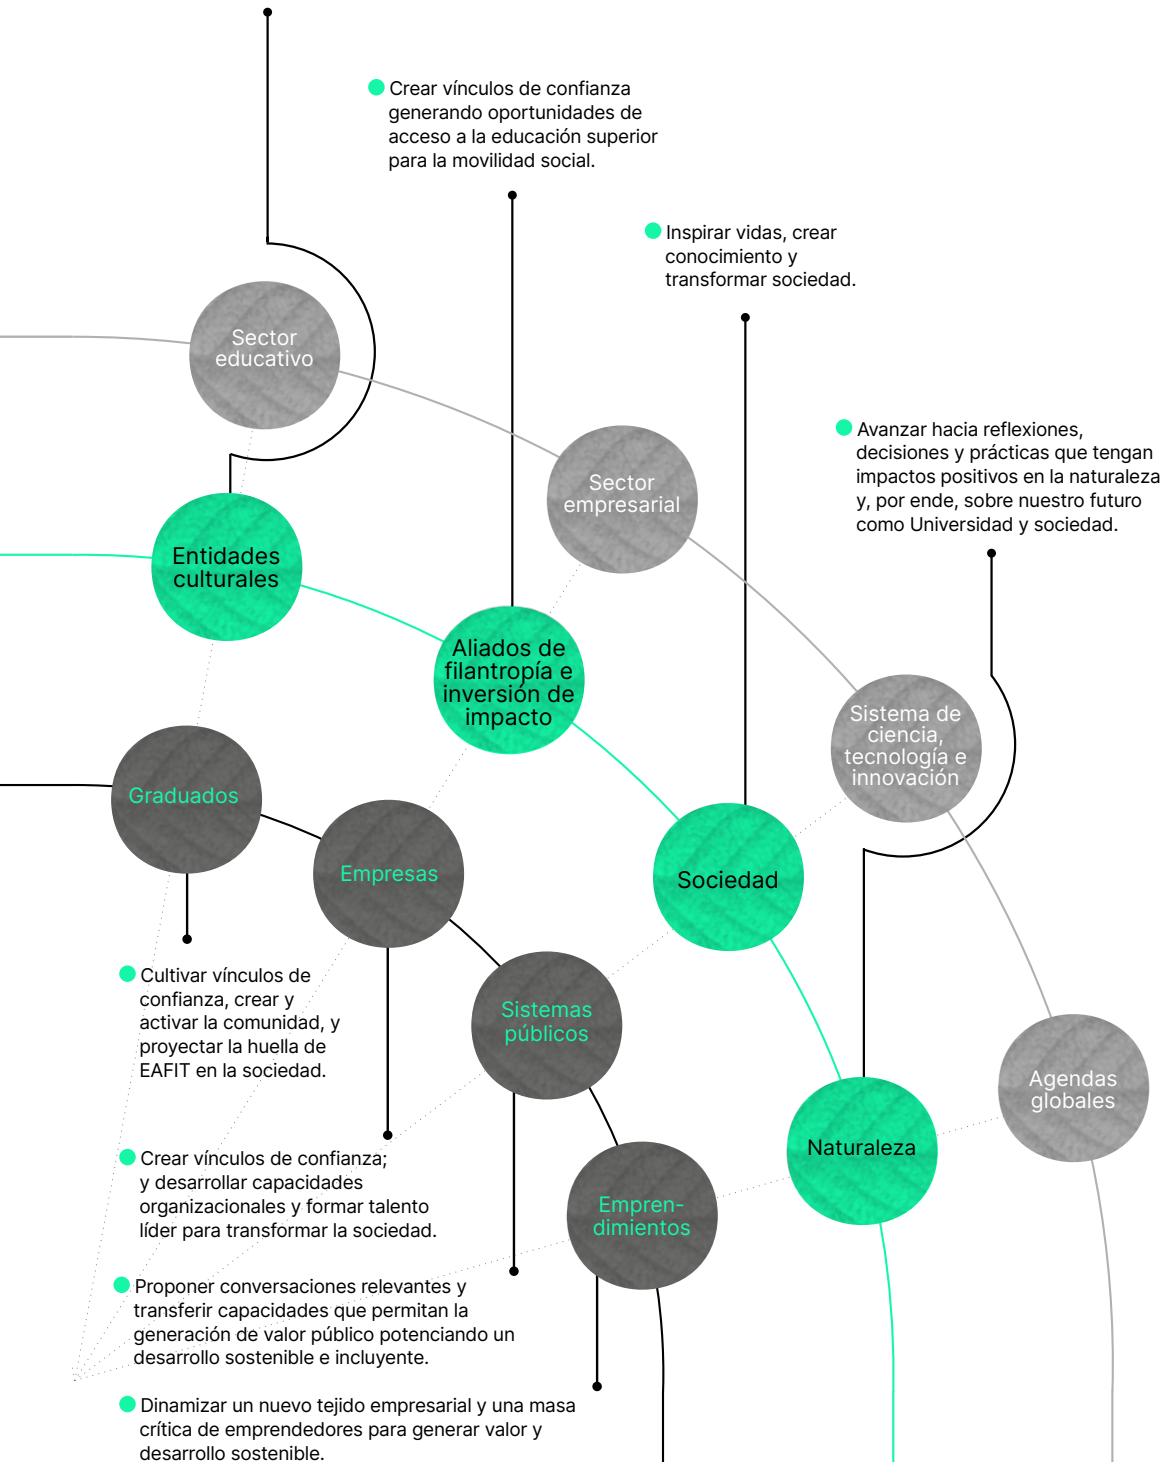 Crear vínculos de confianza
generando oportunidades de
acceso a la educación superior
para la movilidad social.
Inspirar vidas, crear
conocimiento y
transformar sociedad.
Sector
educativo
Avanzar hacia reflexiones,
decisiones y prácticas que tengan
impactos positivos en la naturaleza
y, por ende, sobre nuestro futuro
como Universidad y sociedad.
Sector
empresarial
Entidades
culturales
Aliados de
filantropía e
inversión de
impacto
Sistema de
ciencia,
tecnología e
innovación
Graduados
Empresas
Sociedad
Cultivar vínculos de
confianza, crear y
activar la comunidad, y
proyectar la huella de
EAFIT en la sociedad.
Sistemas
públicos
Agendas
globales
Naturaleza
Crear vínculos de confianza;
y desarrollar capacidades
organizacionales y formar talento
líder para transformar la sociedad.
Empren-
dimientos
Proponer conversaciones relevantes y
transferir capacidades que permitan la
generación de valor público potenciando un
desarrollo sostenible e incluyente.
Dinamizar un nuevo tejido empresarial y una masa
crítica de emprendedores para generar valor y
desarrollo sostenible.